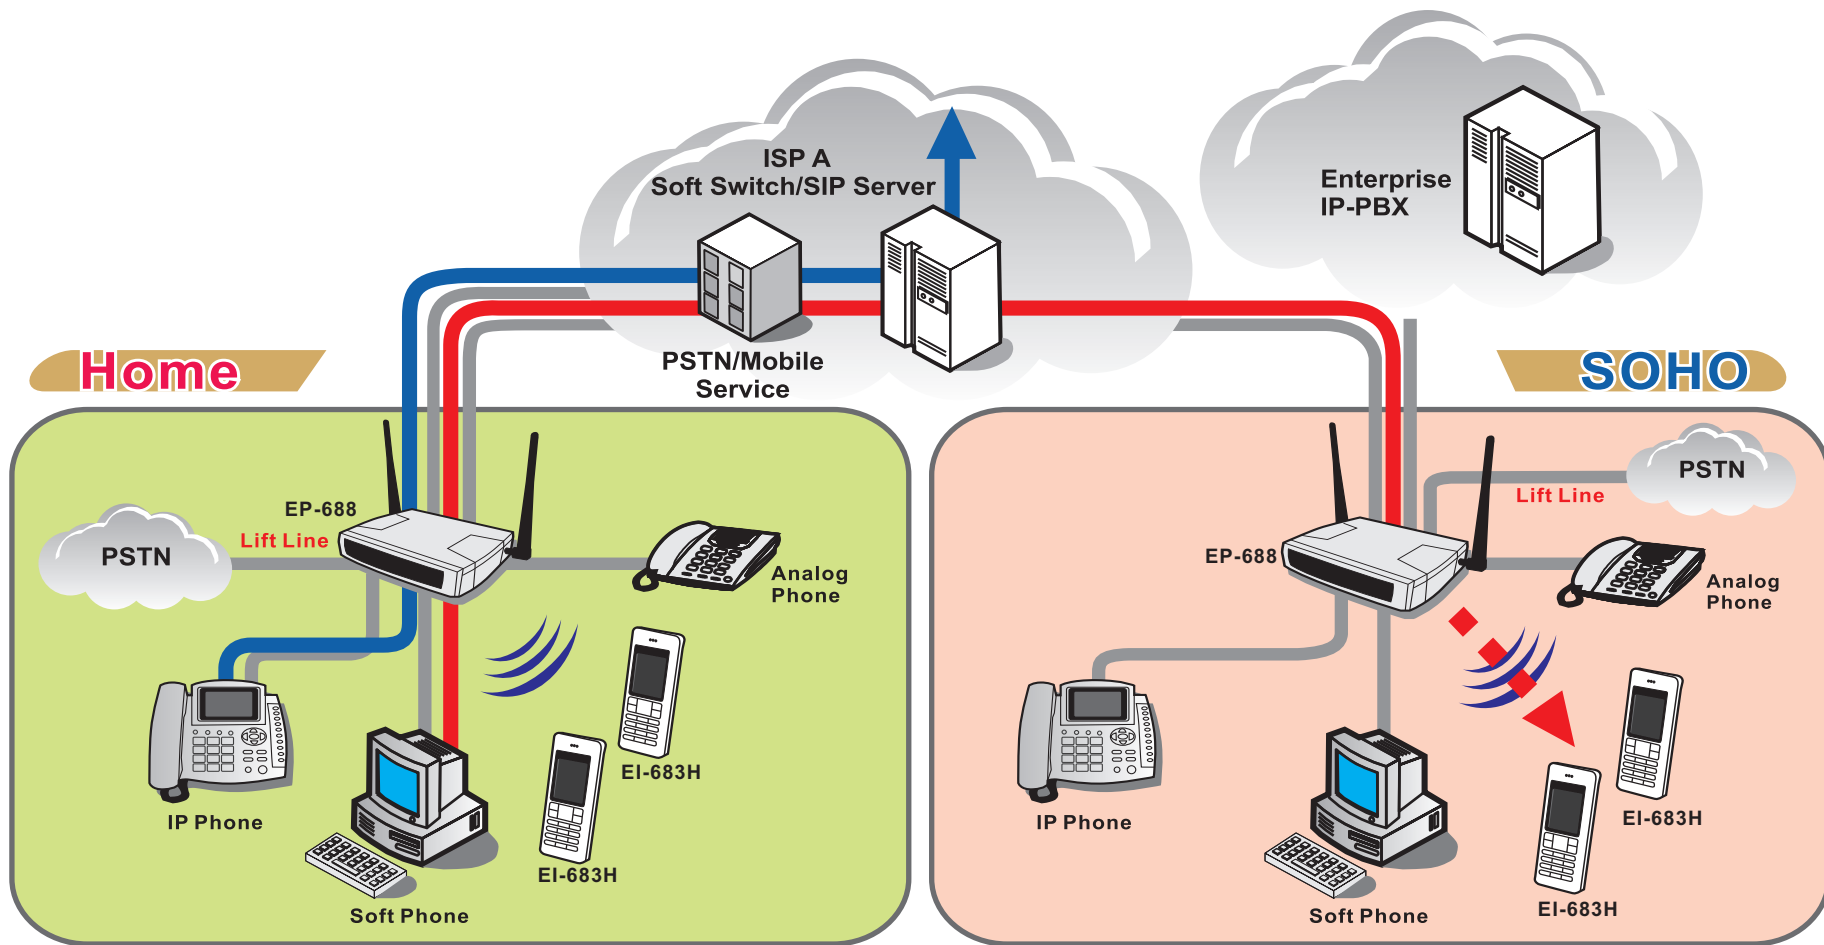 ISP A
Soft Switch/SIP Server
Enterprise
IP-PBX
PSTN/Mobile
Service
Home
SOHO
EP-688
Lift Line
PSTN
Analog
Phone
EI-683H
EI-683H
IP Phone
Soft Phone
PSTN
Lift Line
EP-688
Analog
Phone
EI-683H
EI-683H
IP Phone
Soft Phone